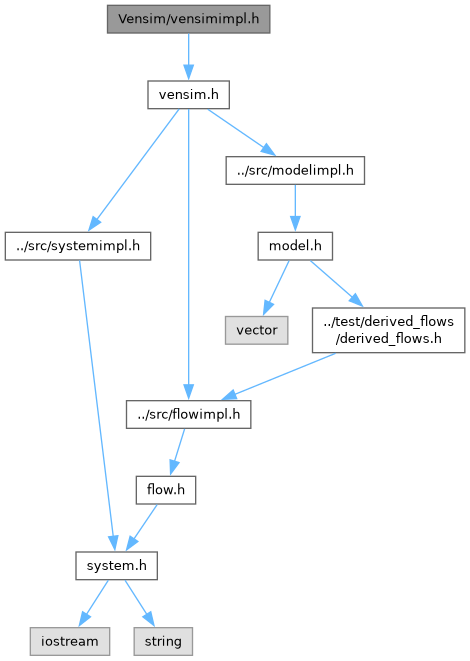 Vensim/vensimimpl.h
vensim.h
../src/modelimpl.h
../src/systemimpl.h
model.h
vector
../test/derived_flows
/derived_flows.h
../src/flowimpl.h
flow.h
system.h
iostream
string